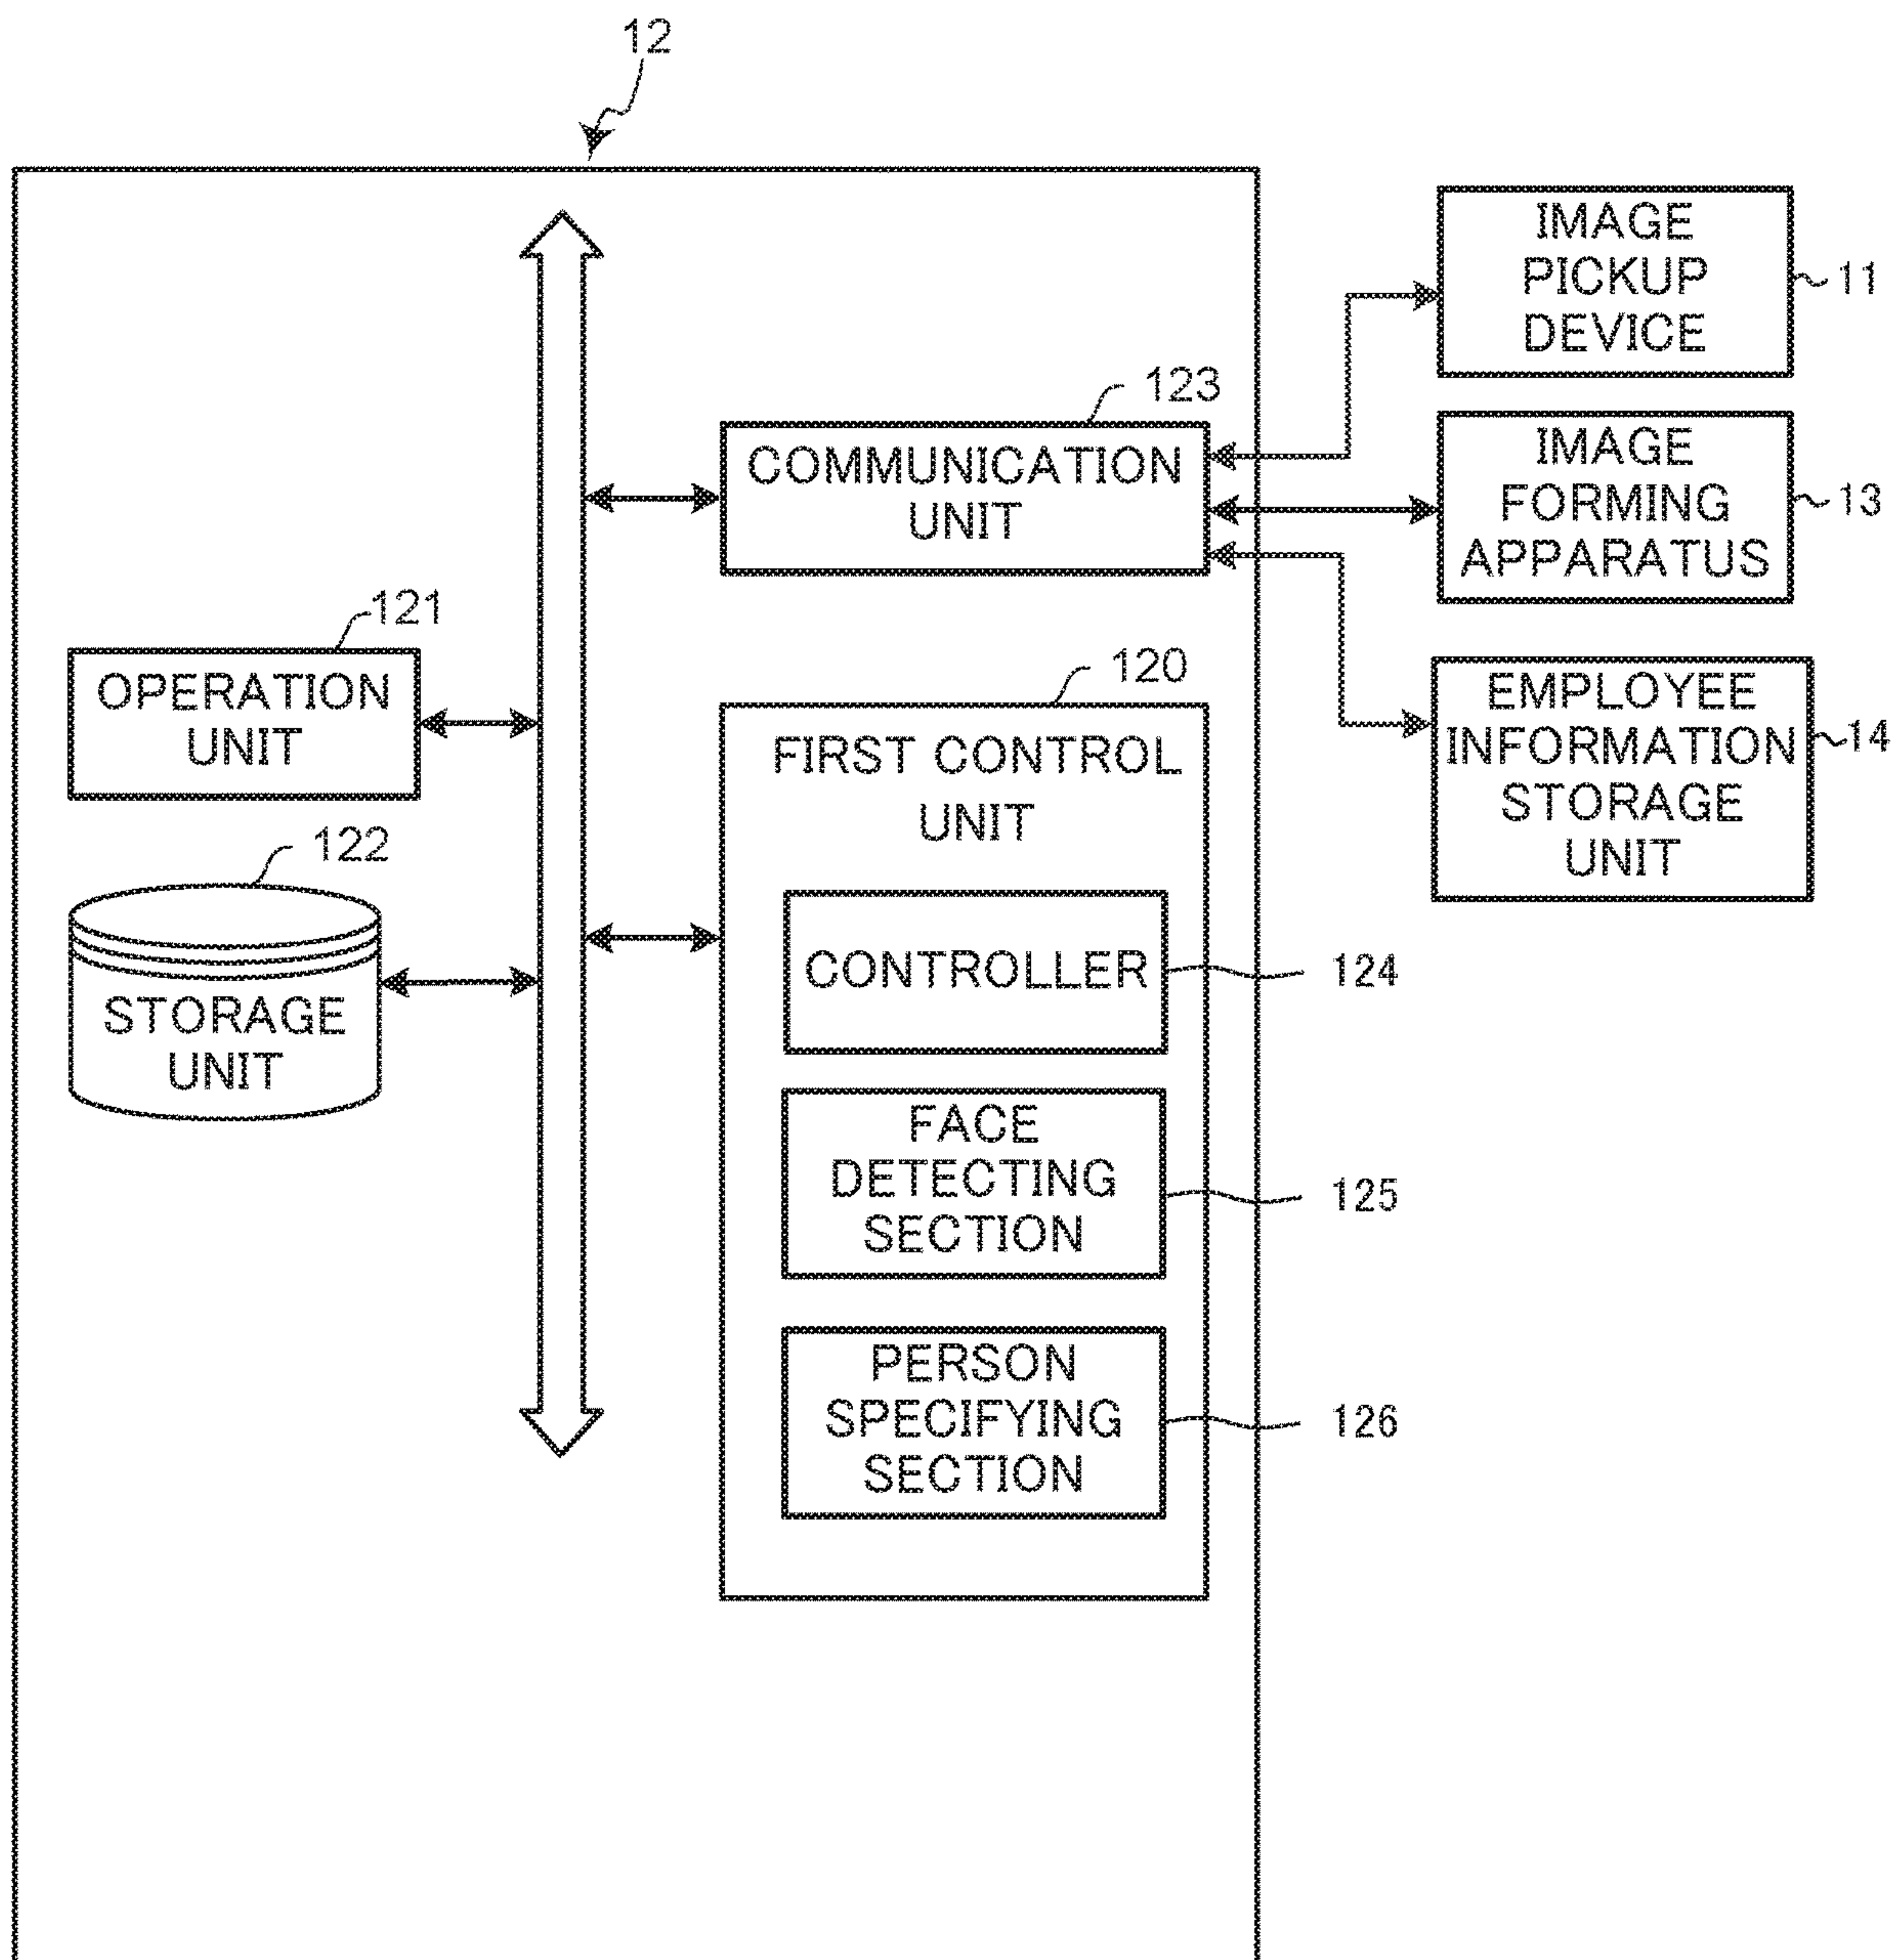 12
IMAGE
PICKUP
DEVICE
11
123
COMMUNICATION
UNIT
IMAGE
FORMING
APPARATUS
13
121
OPERATION
UNIT
120
FIRST CONTROL
UNIT
EMPLOYEE
INFORMATION
STORAGE
UNIT
14
122
STORAGE
UNIT
CONTROLLER
124
FACE
DETECTING
SECTION
125
PERSON
SPECIFYING
SECTION
126